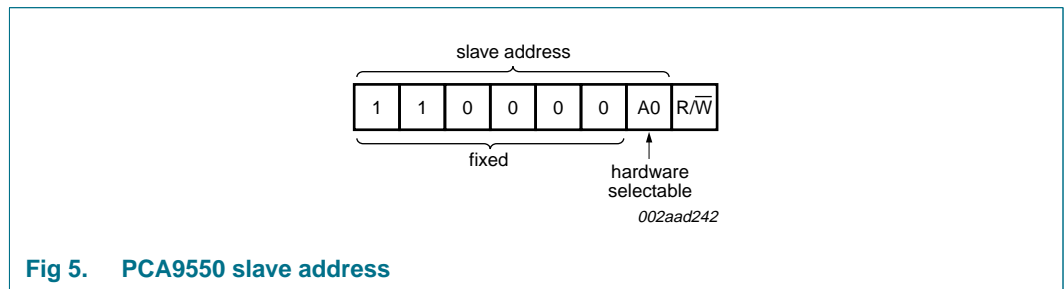 slave address
1 1 0 0 0 0 A0 R/W̅
fixed
hardware
selectable
002aad242
Fig 5. PCA9550 slave address